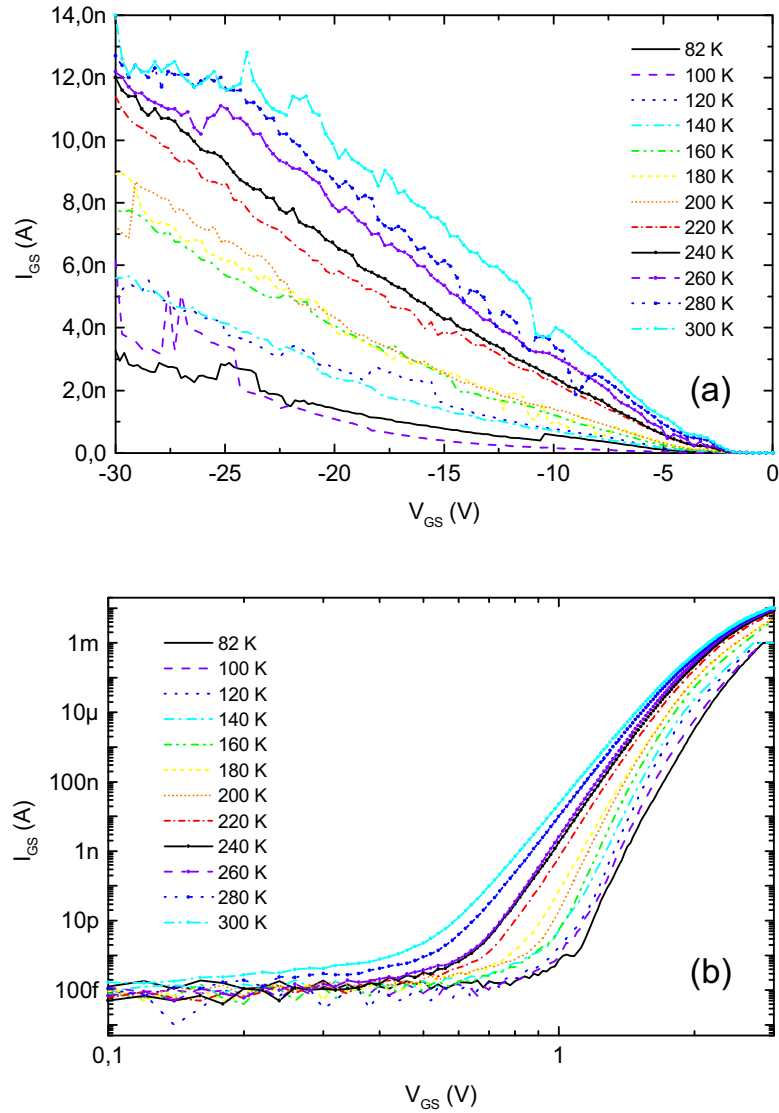 14,0n
12,0n
10,0n
8,0n
6,0n
4,0n
2,0n
0,0
I_GS (A)
82 K
100 K
120 K
140 K
160 K
180 K
200 K
220 K
240 K
260 K
280 K
300 K
(a)
-30 -25 -20 -15 -10 -5 0
V_GS (V)
1m
10µ
100n
1n
10p
100f
I_GS (A)
82 K
100 K
120 K
140 K
160 K
180 K
200 K
220 K
240 K
260 K
280 K
300 K
(b)
0,1 1
V_GS (V)